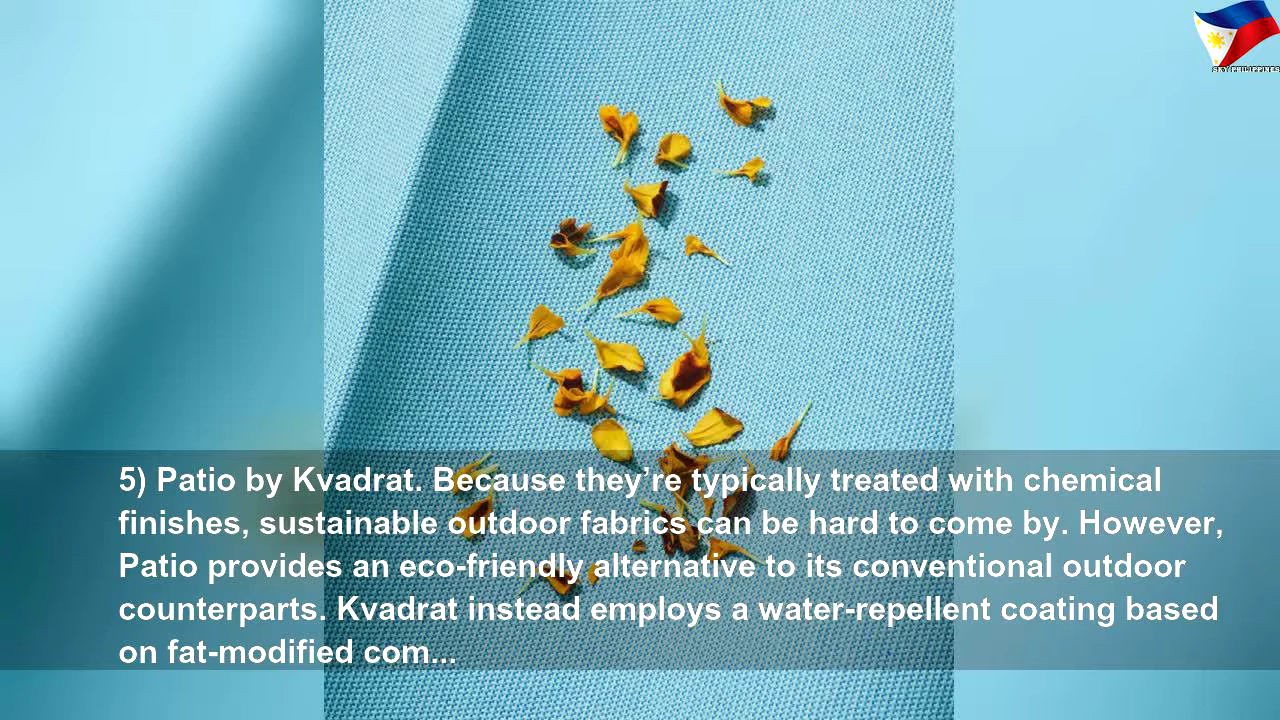 SKY PHILIPPINES
5) Patio by Kvadrat. Because they’re typically treated with chemical
finishes, sustainable outdoor fabrics can be hard to come by. However,
Patio provides an eco-friendly alternative to its conventional outdoor
counterparts. Kvadrat instead employs a water-repellent coating based
on fat-modified com...